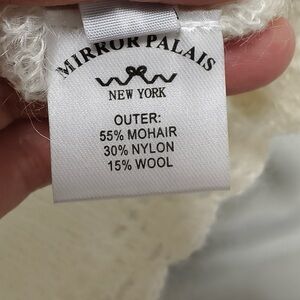 MIRROR PALAIS
NEW YORK
OUTER:
55% MOHAIR
30% NYLON
15% WOOL